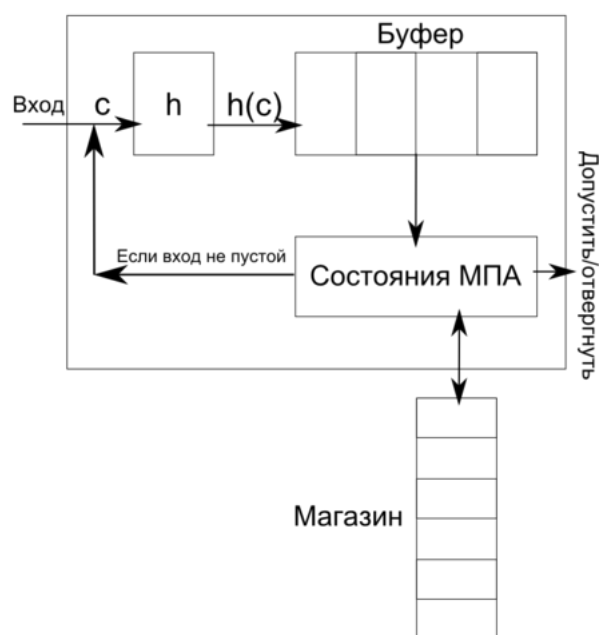 Буфер
Вход
c
h
h(c)
Допустить/отвергнуть
Если вход не пустой
Состояния МПА
Магазин